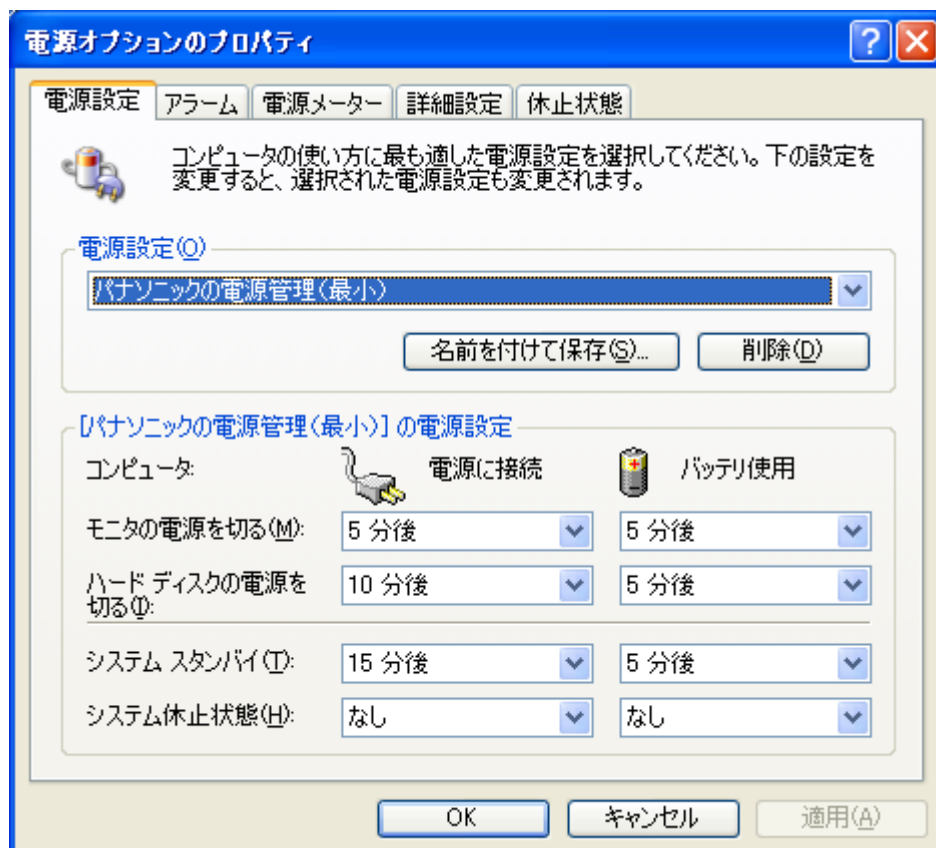 電源オプションのプロパティ
電源設定 アラーム 電源メーター 詳細設定 休止状態
コンピュータの使い方に最も適した電源設定を選択してください。下の設定を
変更すると、選択された電源設定も変更されます。
電源設定(O)
パナソニックの電源管理(最小)
名前を付けて保存(S)... 削除(D)
[パナソニックの電源管理(最小)] の電源設定
コンピュータ: 電源に接続 バッテリ使用
モニタの電源を切る(M): 5 分後 5 分後
ハード ディスクの電源を
切る(I): 10 分後 5 分後
システム スタンバイ(T): 15 分後 5 分後
システム休止状態(H): なし なし
OK キャンセル 適用(A)